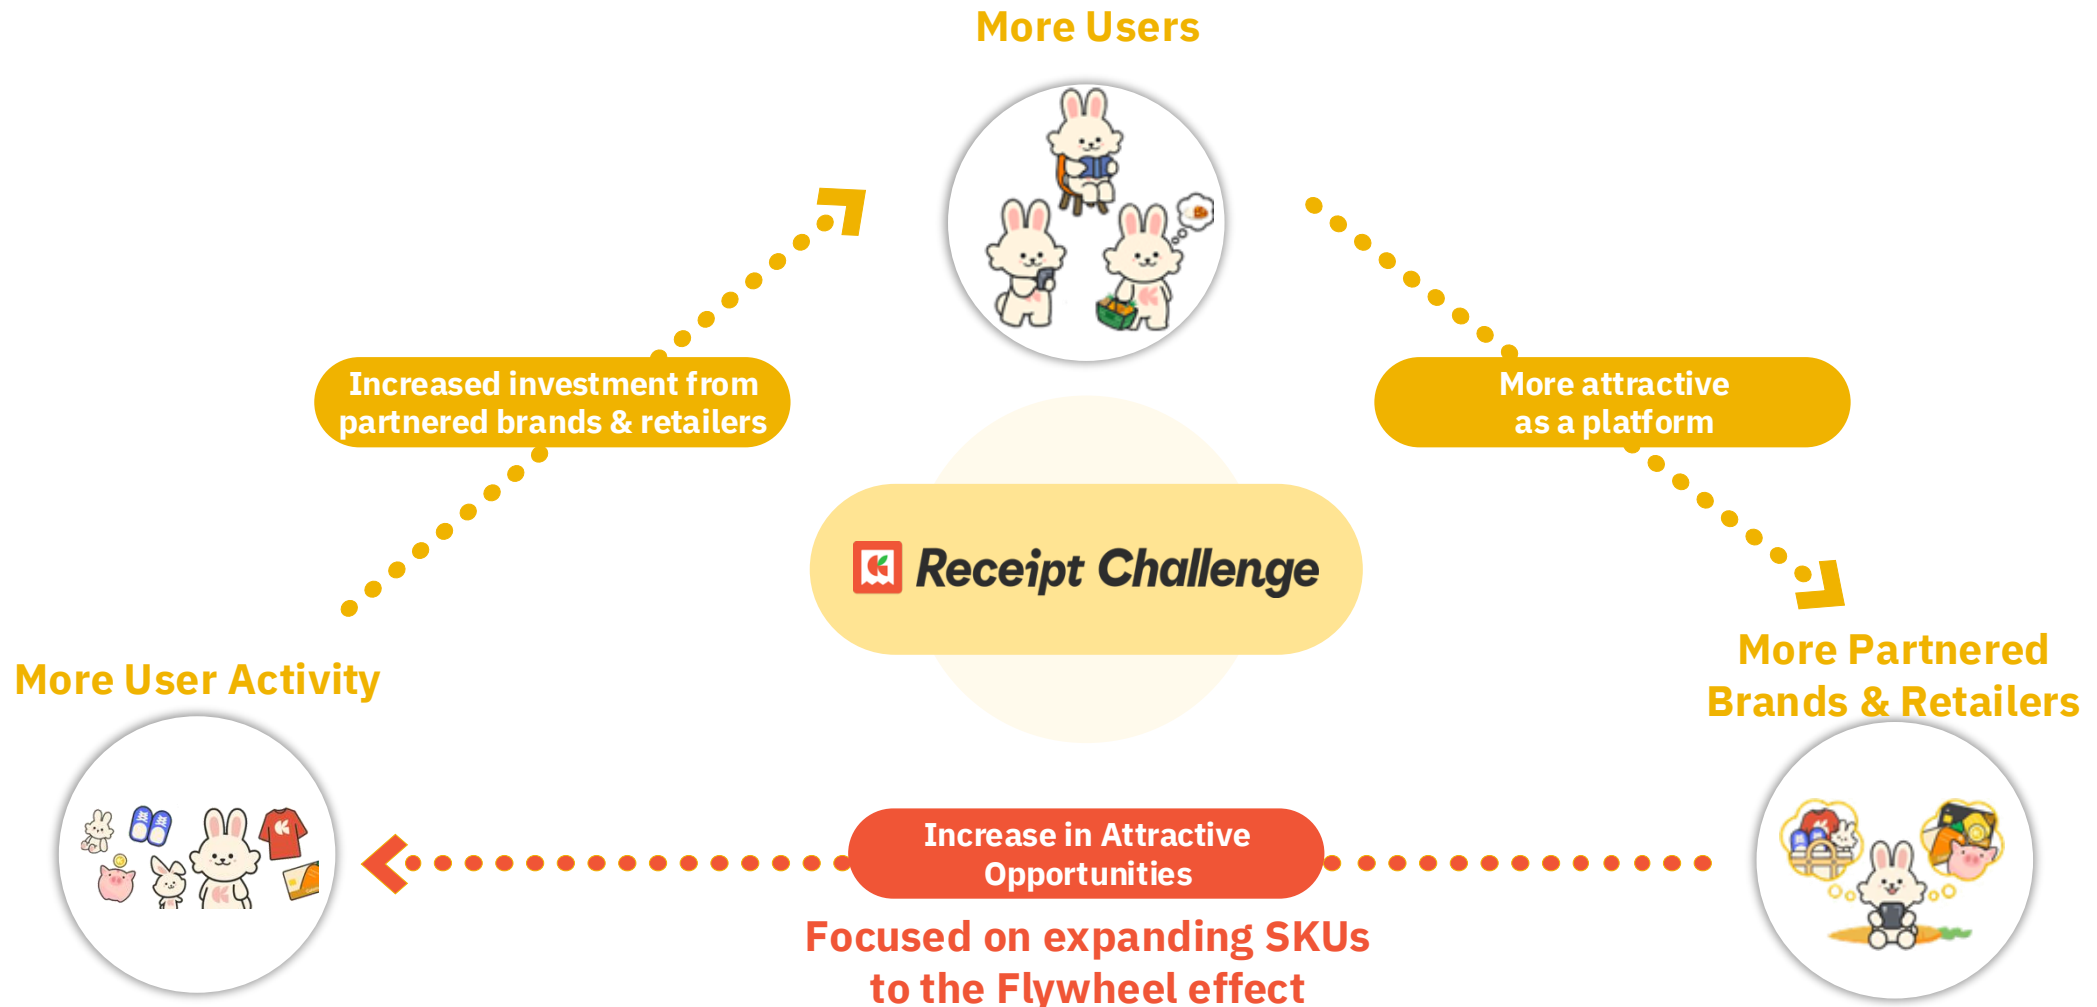 More Users
Increased investment from
partnered brands & retailers
More attractive
as a platform
Receipt Challenge
More User Activity
More Partnered
Brands & Retailers
Increase in Attractive
Opportunities
Focused on expanding SKUs
to the Flywheel effect